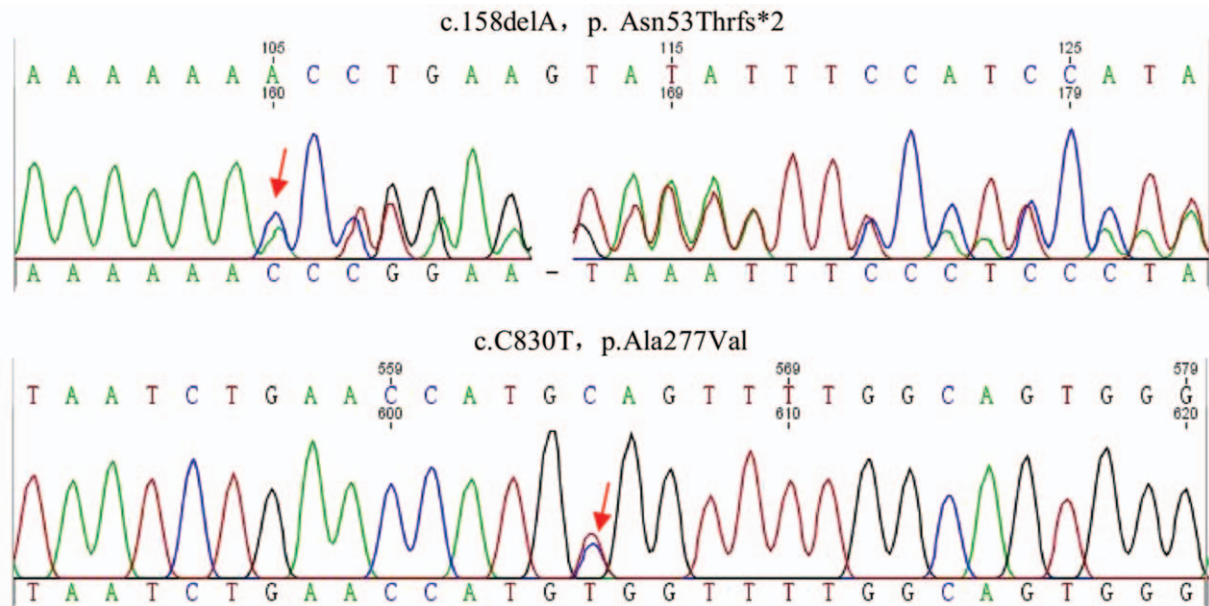 c.158delA, p. Asn53Thrfs*2
105 115 125
A A A A A A A C C T G A A G T A T A T T T C C A T C C A T A
160 169 179
A A A A A A C C C G G A A - T A A A T T T C C C T C C C T A
c.C830T, p.Ala277Val
559 569 579
T A A T C T G A A C C A T G C A G T T T T G G C A G T G G G
600 610 620
T A A T C T G A A C C A T G T G G T T T T G G C A G T G G G